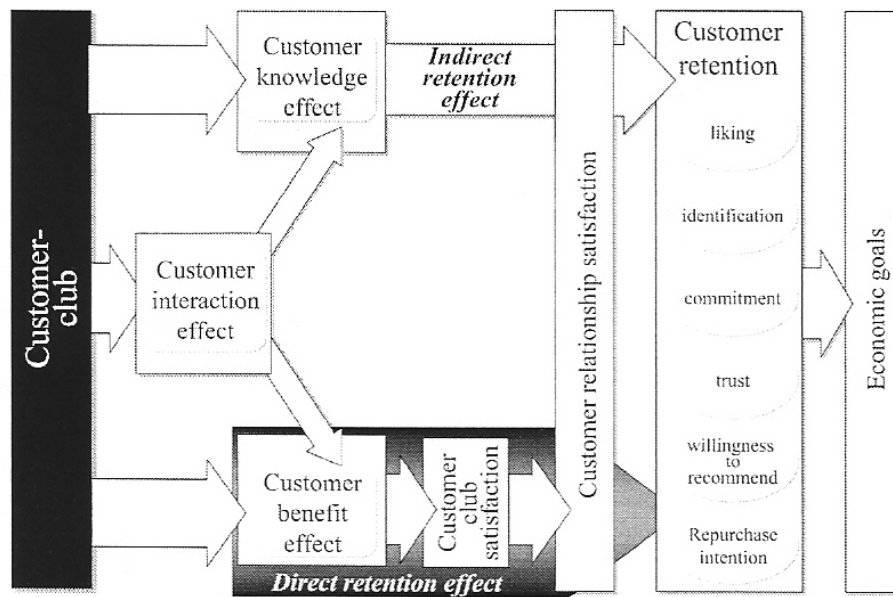 Customer-
club
Customer
knowledge
effect
Customer
interaction
effect
Customer
benefit
effect
Indirect
retention
effect
Customer
club
satisfaction
Direct retention effect
Customer relationship satisfaction
Customer
retention
liking
identification
commitment
trust
willingness
to
recommend
Repurchase
intention
Economic goals